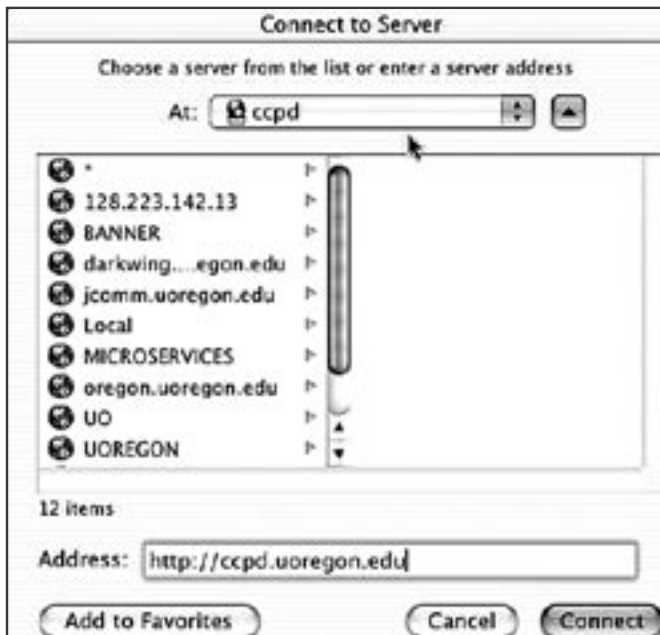 Connect to Server
Choose a server from the list or enter a server address
At: ccpd
*
128.223.142.13
BANNER
darkwing....egon.edu
jcomm.uoregon.edu
Local
MICROSERVICES
oregon.uoregon.edu
UO
UOREGON
12 items
Address: http://ccpd.uoregon.edu
Add to Favorites Cancel Connect